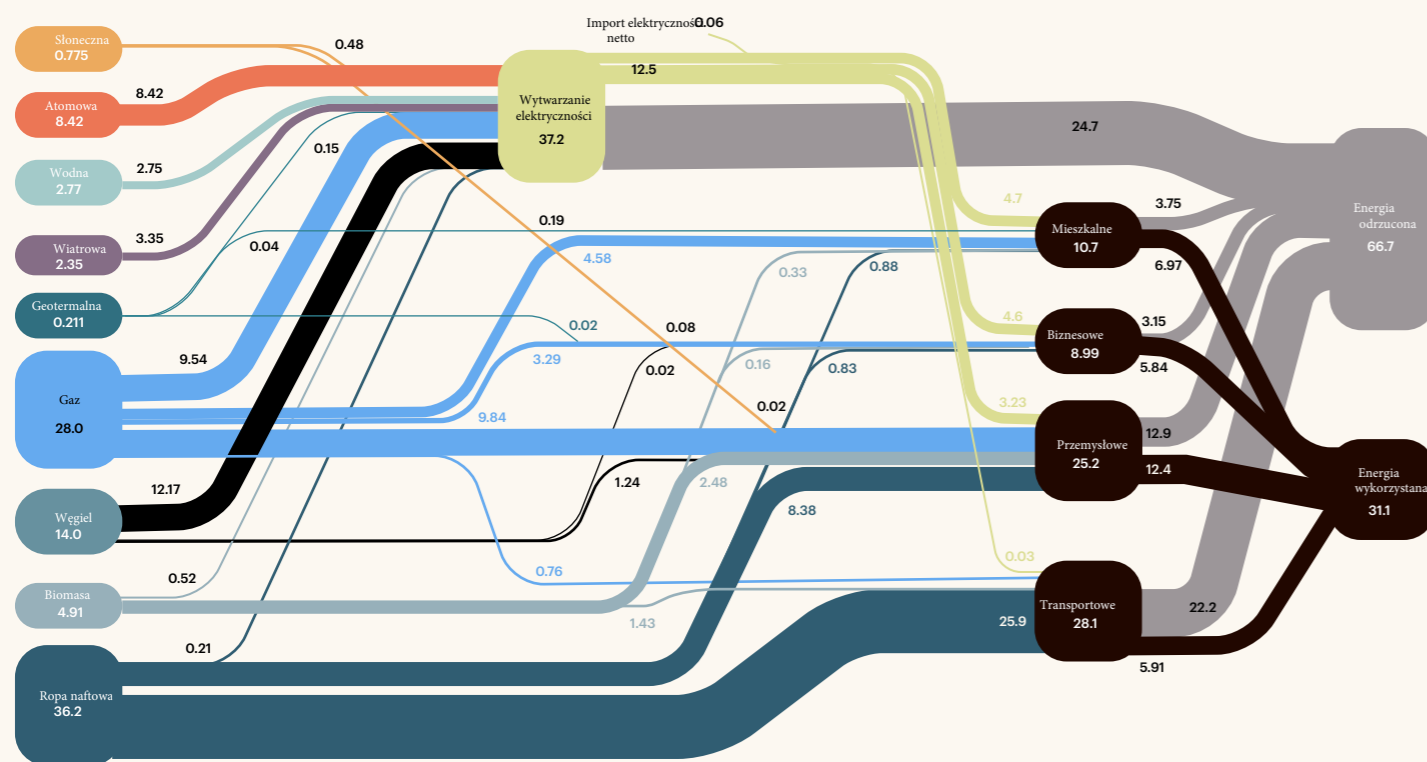 Import elektryczności
netto
0.06
Słoneczna
0.775
0.48
12.5
8.42
Atomowa
8.42
Wytwarzanie
elektryczności
37.2
24.7
0.15
2.75
Wodna
2.77
4.7
3.75
Energia
odrzucona
66.7
3.35
Wiatrowa
2.35
0.04
0.19
4.58
0.33
0.88
Mieszkalne
10.7
6.97
Geotermalna
0.211
0.02
0.08
4.6
3.15
Biznesowe
8.99
5.84
9.54
3.29
0.02
0.16
0.83
Gaz
28.0
9.84
0.02
3.23
12.9
Przemysłowe
25.2
12.4
Energia
wykorzystana
31.1
12.17
1.24
2.48
8.38
Węgiel
14.0
0.52
0.76
0.03
Biomasa
4.91
1.43
25.9
Transportowe
28.1
22.2
5.91
0.21
Ropa naftowa
36.2